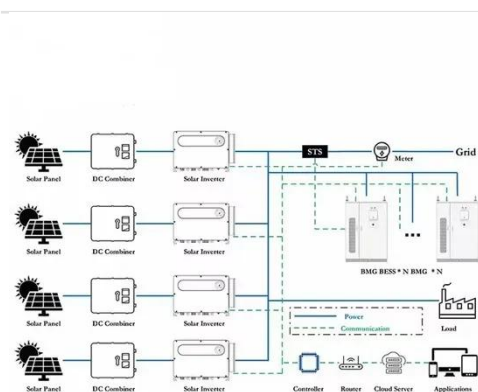 STS
Meter
Grid
Solar Panel
DC Combiner
Solar Inverter
Solar Panel
DC Combiner
Solar Inverter
BMG BESS * N BMG * N
Solar Panel
DC Combiner
Solar Inverter
Power
Communication
Load
Solar Panel
DC Combiner
Solar Inverter
Controller
Router
Cloud Server
Applications